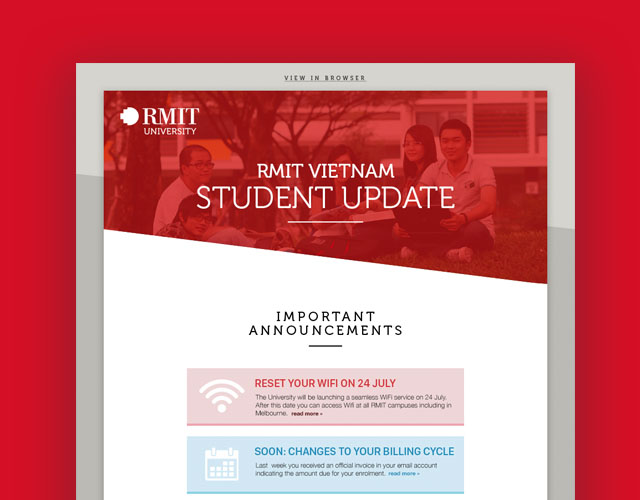 VIEW IN BROWSER
RMIT
UNIVERSITY
RMIT VIETNAM
STUDENT UPDATE
IMPORTANT
ANNOUNCEMENTS
RESET YOUR WIFI ON 24 JULY
The University will be launching a seamless WiFi service on 24 July.
After this date you can access Wifi at all RMIT campuses including in
Melbourne. read more »
SOON: CHANGES TO YOUR BILLING CYCLE
Last week you received an official invoice in your email account
indicating the amount due for your enrolment. read more »